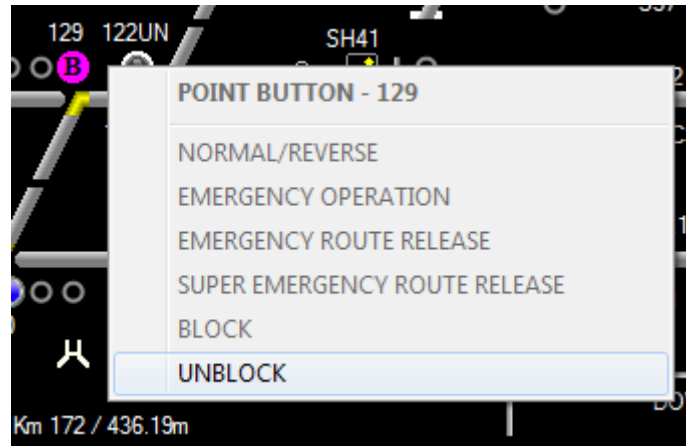 129 122UN
SH41
B
POINT BUTTON - 129
NORMAL/REVERSE
EMERGENCY OPERATION
EMERGENCY ROUTE RELEASE
SUPER EMERGENCY ROUTE RELEASE
BLOCK
UNBLOCK
Km 172 / 436.19m